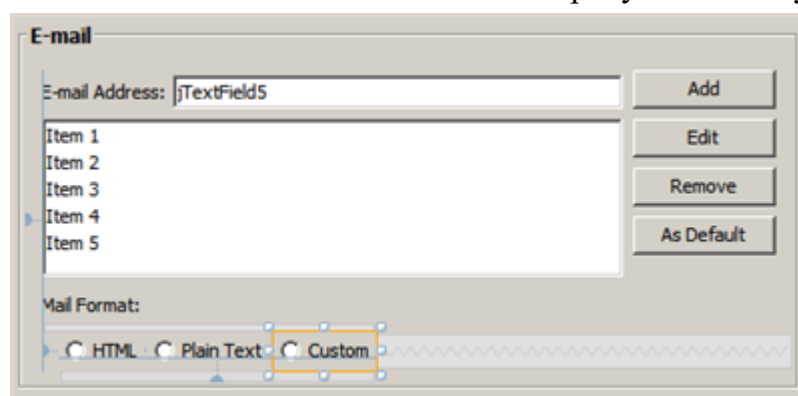 E-mail
E-mail Address: jTextField5 Add
Item 1 Edit
Item 2
Item 3 Remove
Item 4
Item 5 As Default
Mail Format:
HTML Plain Text Custom